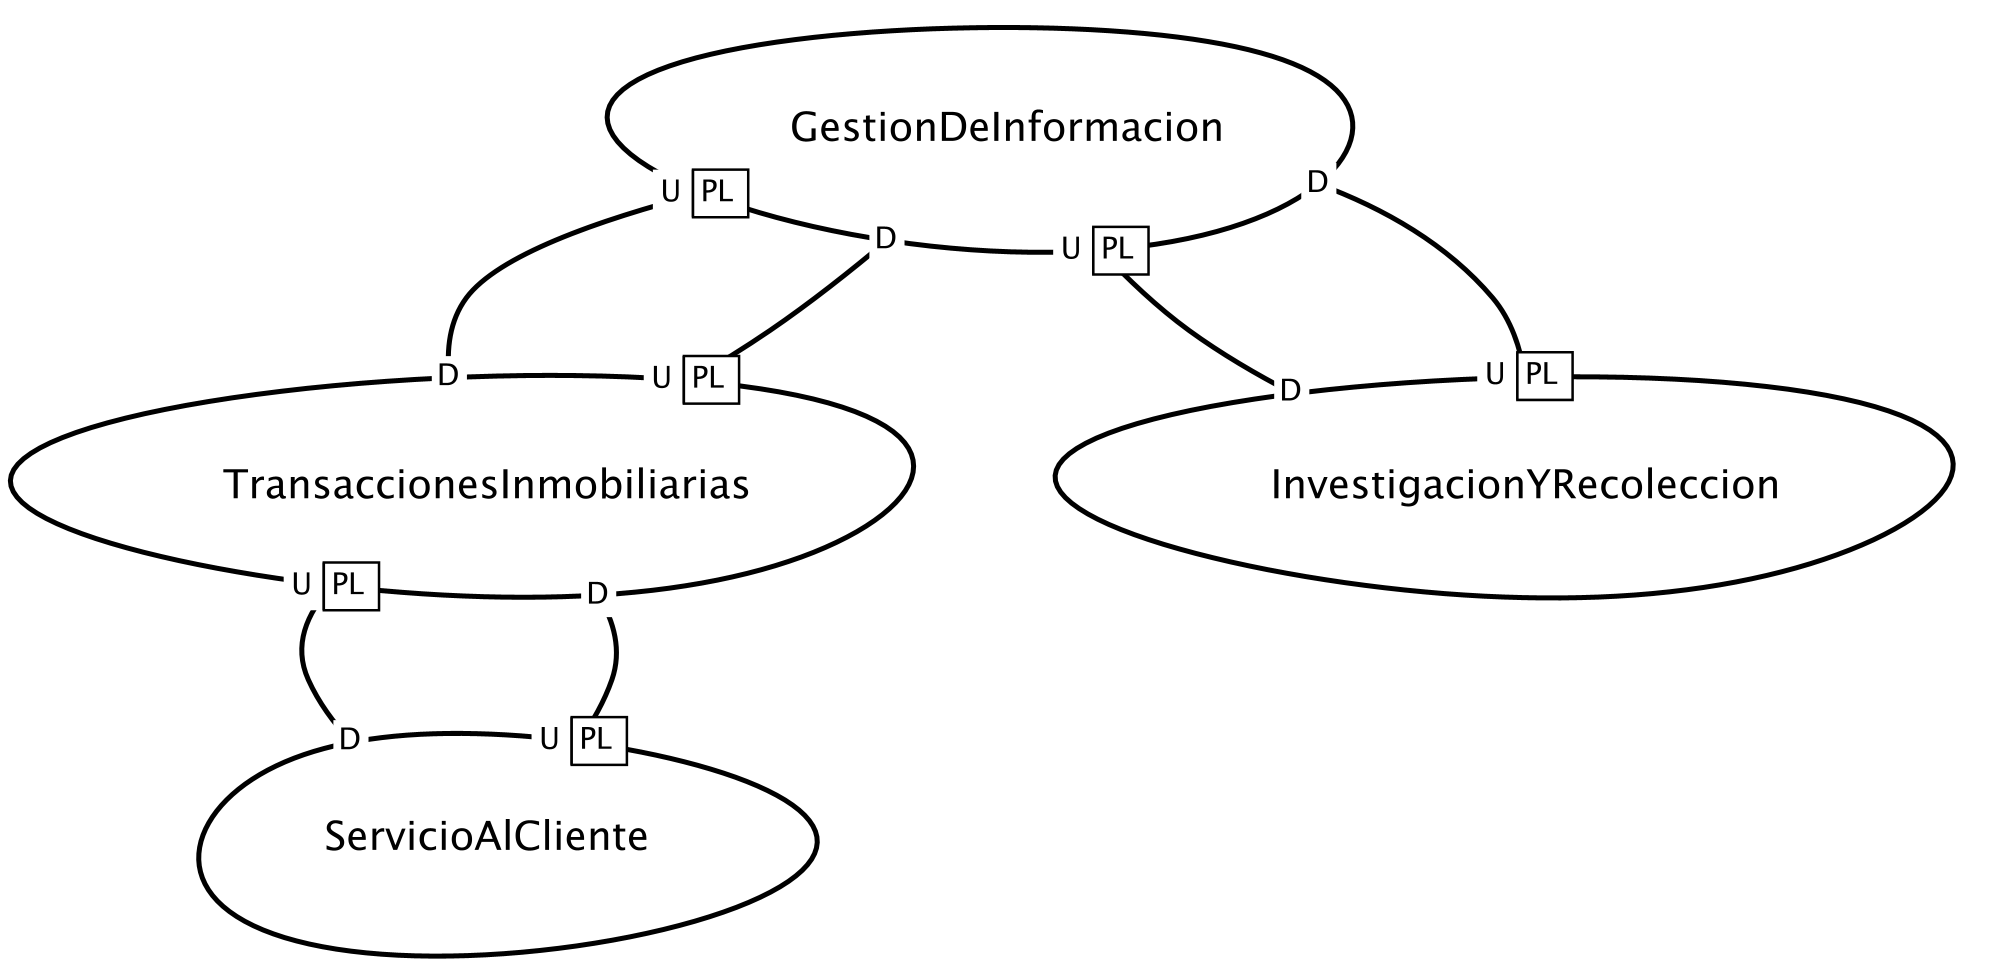 GestionDeInformacion
U PL
D
U PL
D
D
U PL
D
U PL
TransaccionesInmobiliarias
InvestigacionYRecoleccion
U PL
D
D
U PL
ServicioAlCliente